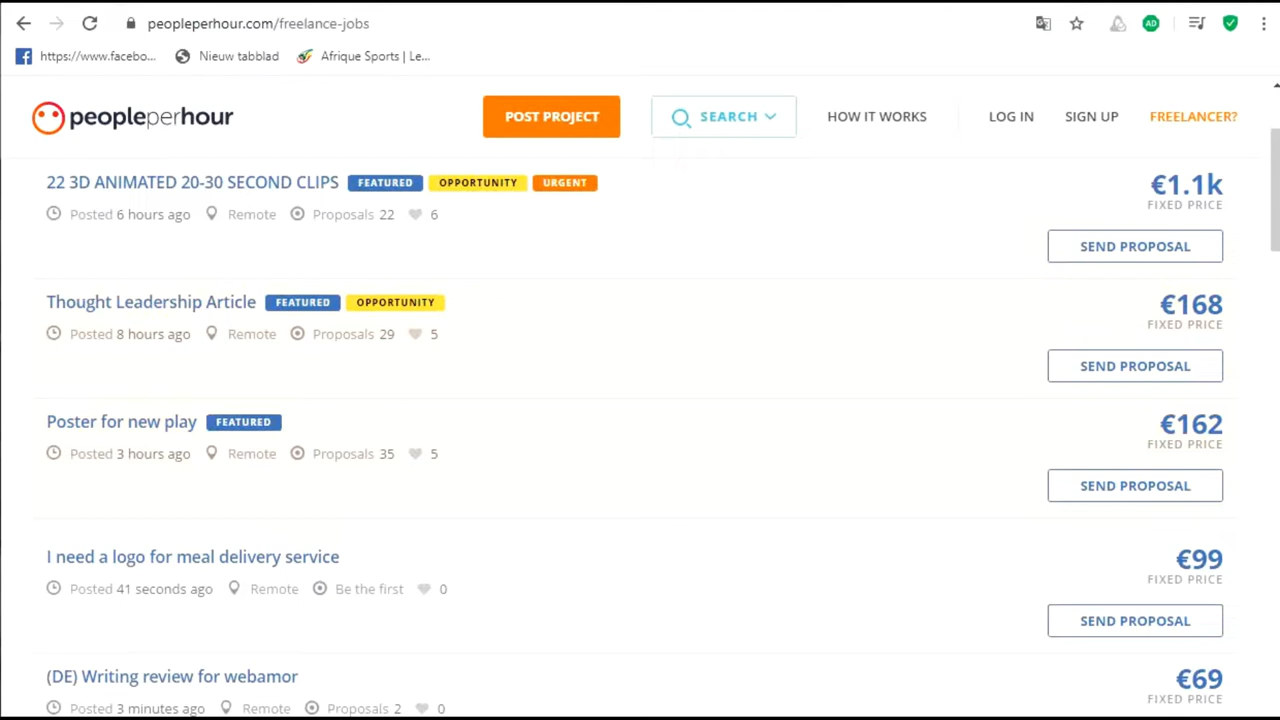 peopleperhour.com/freelance-jobs
AD
https://www.facebo... Nieuw tabblad Afrique Sports | Le...
peopleperhour POST PROJECT SEARCH HOW IT WORKS LOG IN SIGN UP FREELANCER?
22 3D ANIMATED 20-30 SECOND CLIPS FEATURED OPPORTUNITY URGENT €1.1k
FIXED PRICE
Posted 6 hours ago Remote Proposals 22 6
SEND PROPOSAL
Thought Leadership Article FEATURED OPPORTUNITY €168
FIXED PRICE
Posted 8 hours ago Remote Proposals 29 5
SEND PROPOSAL
Poster for new play FEATURED €162
FIXED PRICE
Posted 3 hours ago Remote Proposals 35 5
SEND PROPOSAL
I need a logo for meal delivery service €99
FIXED PRICE
Posted 41 seconds ago Remote Be the first 0
SEND PROPOSAL
(DE) Writing review for webamor €69
FIXED PRICE
Posted 3 minutes ago Remote Proposals 2 0